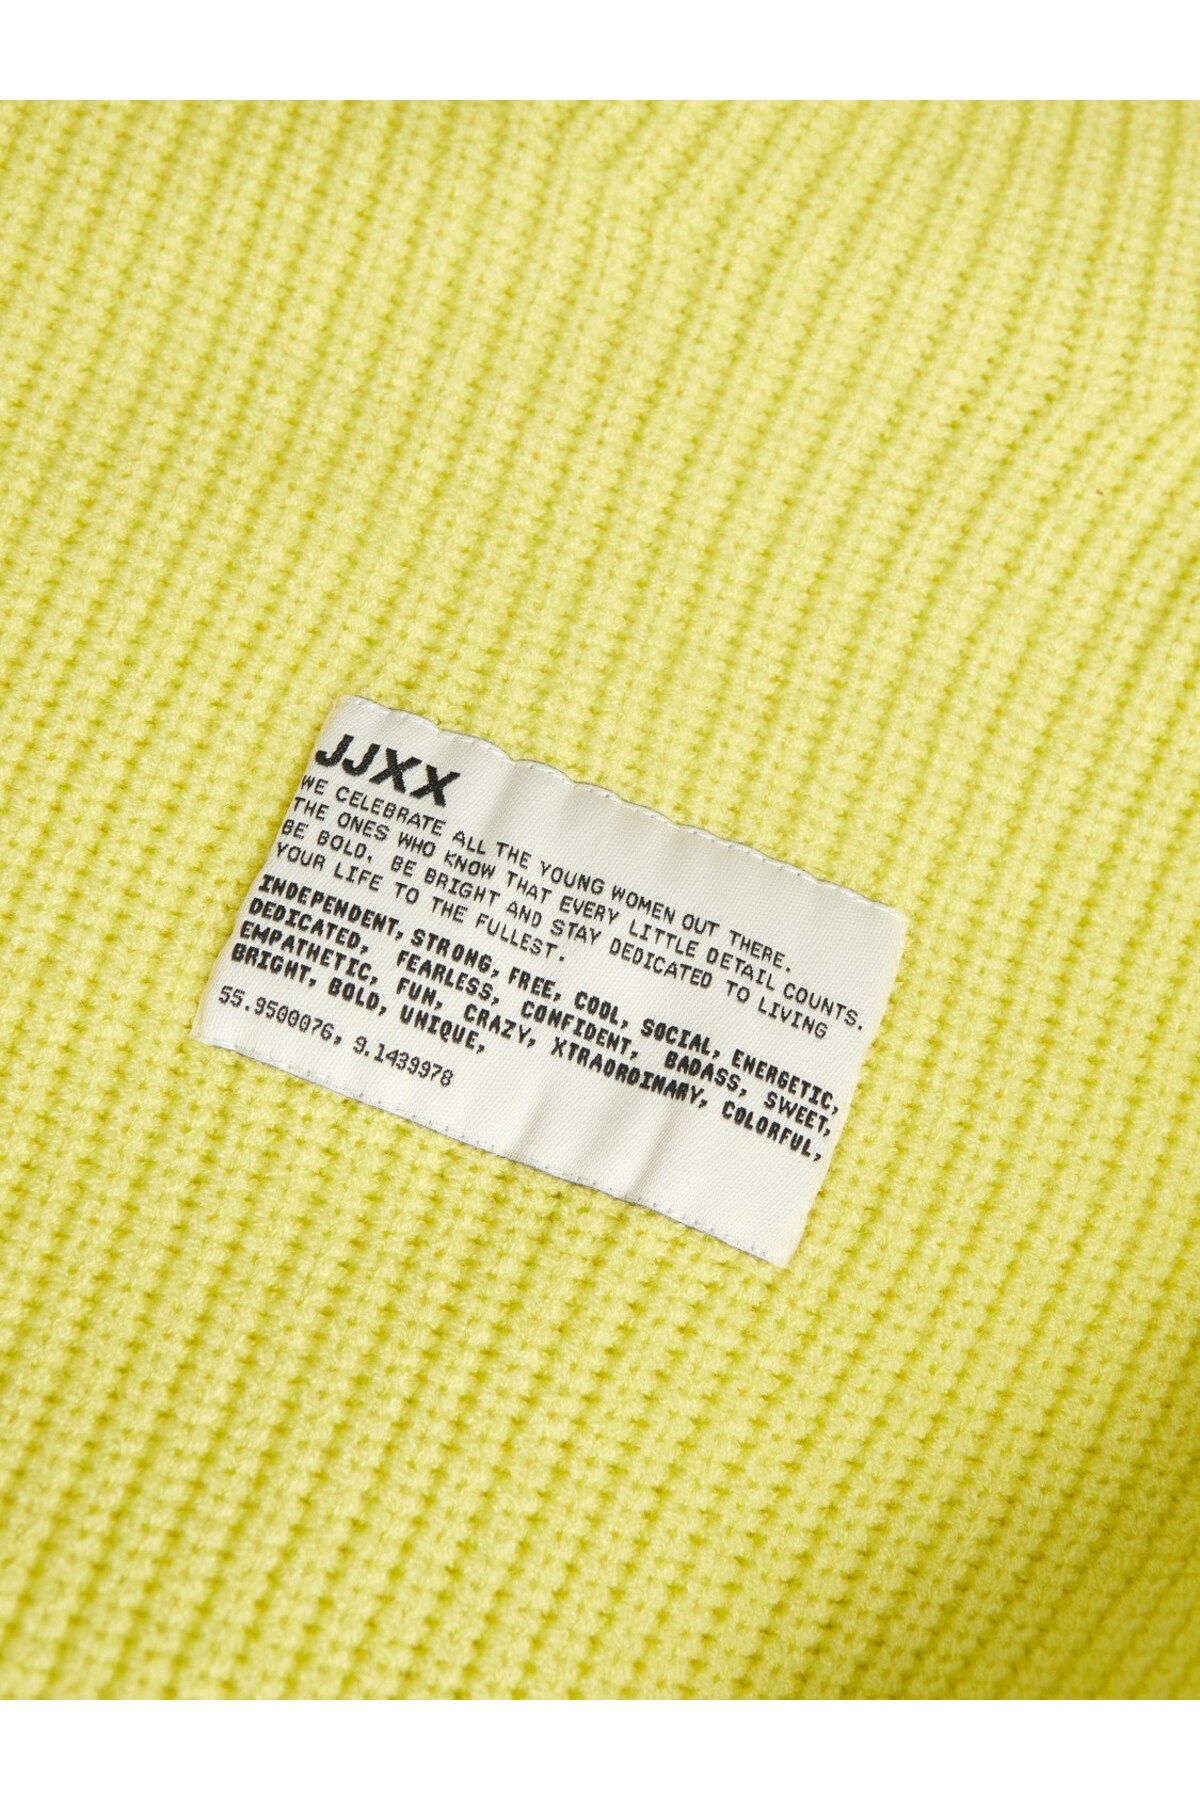 JJXX
WE CELEBRATE ALL THE YOUNG WOMEN OUT THERE.
THE ONES WHO KNOW THAT EVERY LITTLE DETAIL COUNTS.
BE BOLD. BE BRIGHT AND STAY DEDICATED TO LIVING
YOUR LIFE TO THE FULLEST.
INDEPENDENT, STRONG, FREE, COOL, SOCIAL, ENERGETIC,
DEDICATED, FEARLESS, CONFIDENT, BADASS, SWEET,
EMPATHETIC, FUN, CRAZY, XTRAORDINARY, COLORFUL,
BRIGHT, BOLD, UNIQUE,
55.9500076, 9.1439978